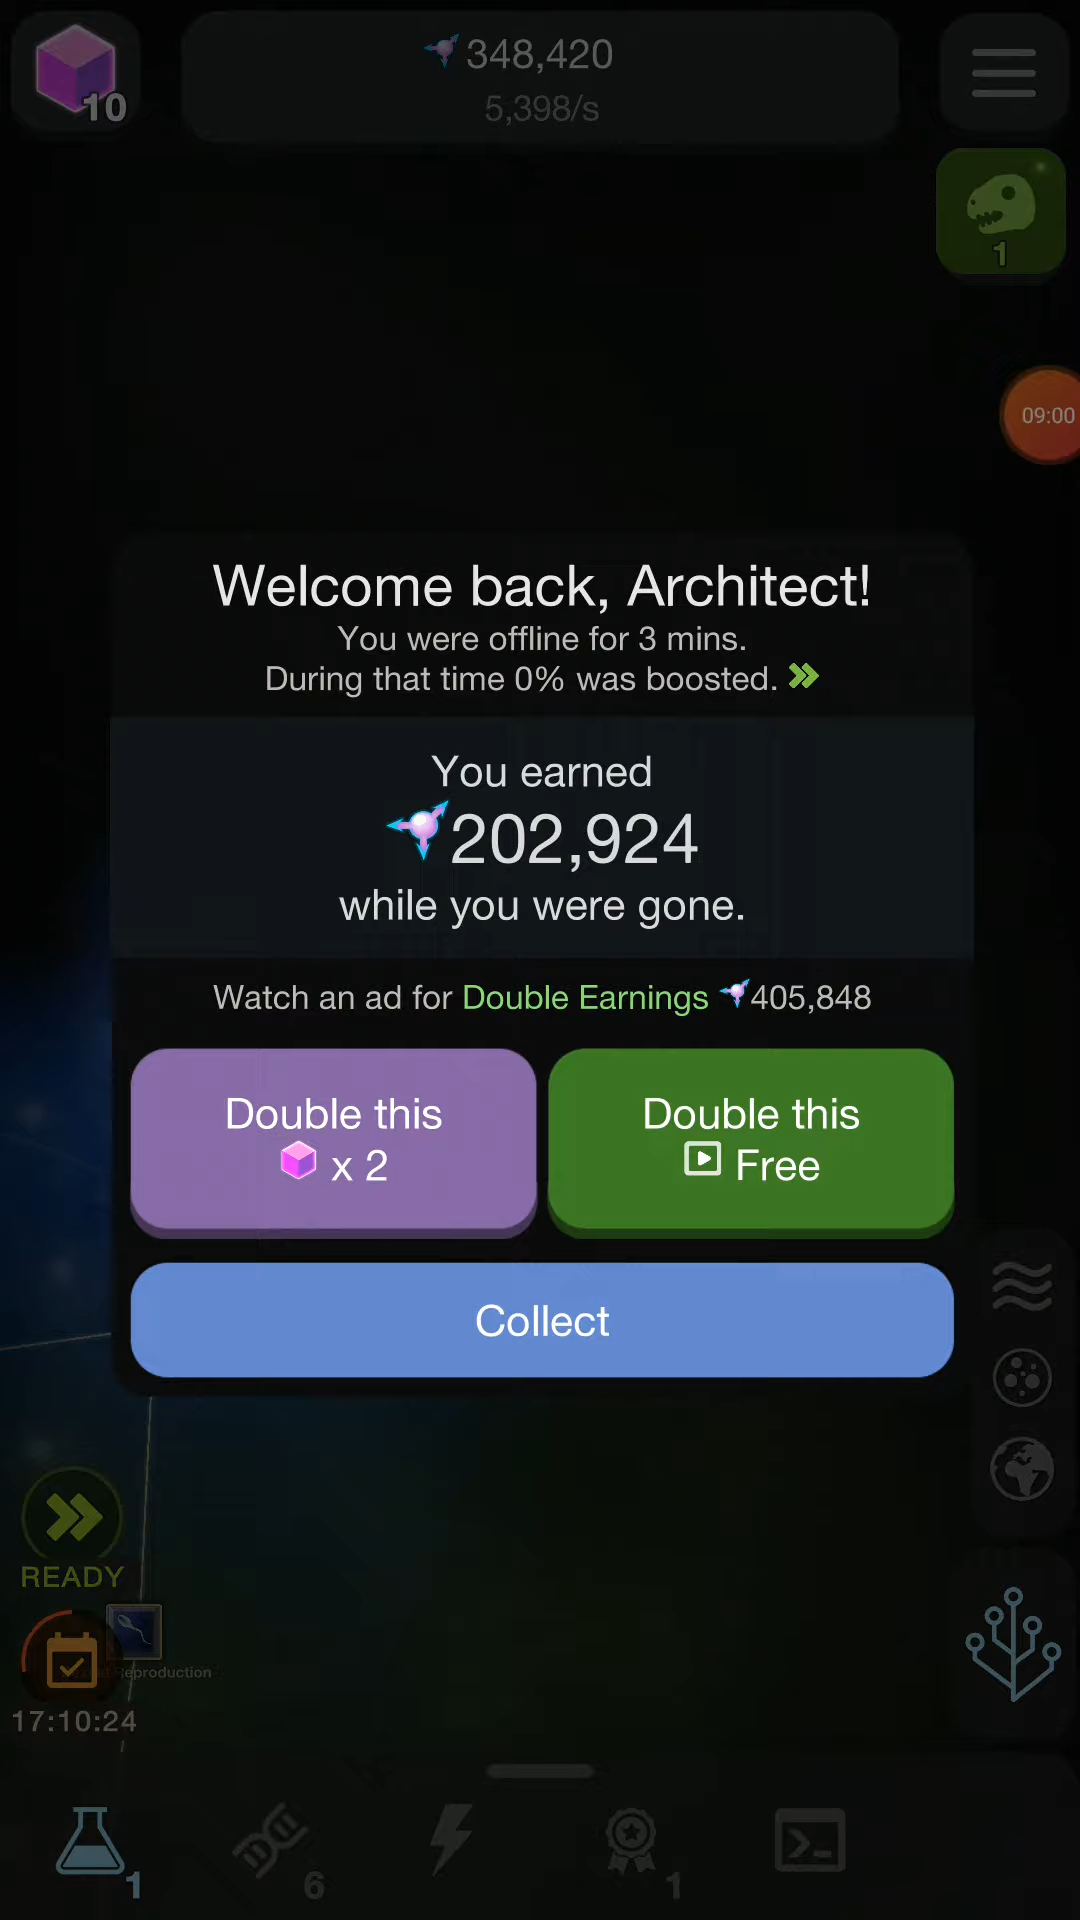 10
348,420
5,398/s
1
09:00
Welcome back, Architect!
You were offline for 3 mins.
During that time 0% was boosted.
You earned
202,924
while you were gone.
Watch an ad for Double Earnings 405,848
Double this
x 2
Double this
Free
Collect
READY
Reproduction
17:10:24
1
6
1